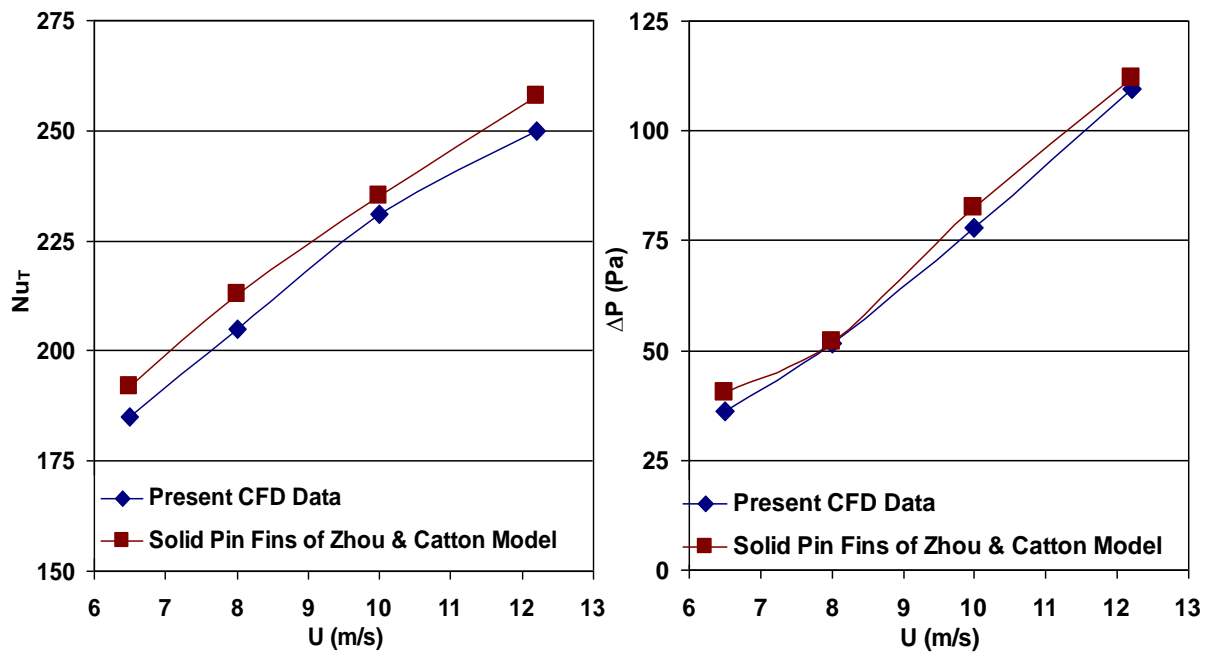 275
250
225
200
175
150
NuT
Present CFD Data
Solid Pin Fins of Zhou & Catton Model
6 7 8 9 10 11 12 13
U (m/s)
125
100
75
50
25
0
ΔP (Pa)
Present CFD Data
Solid Pin Fins of Zhou & Catton Model
6 7 8 9 10 11 12 13
U (m/s)